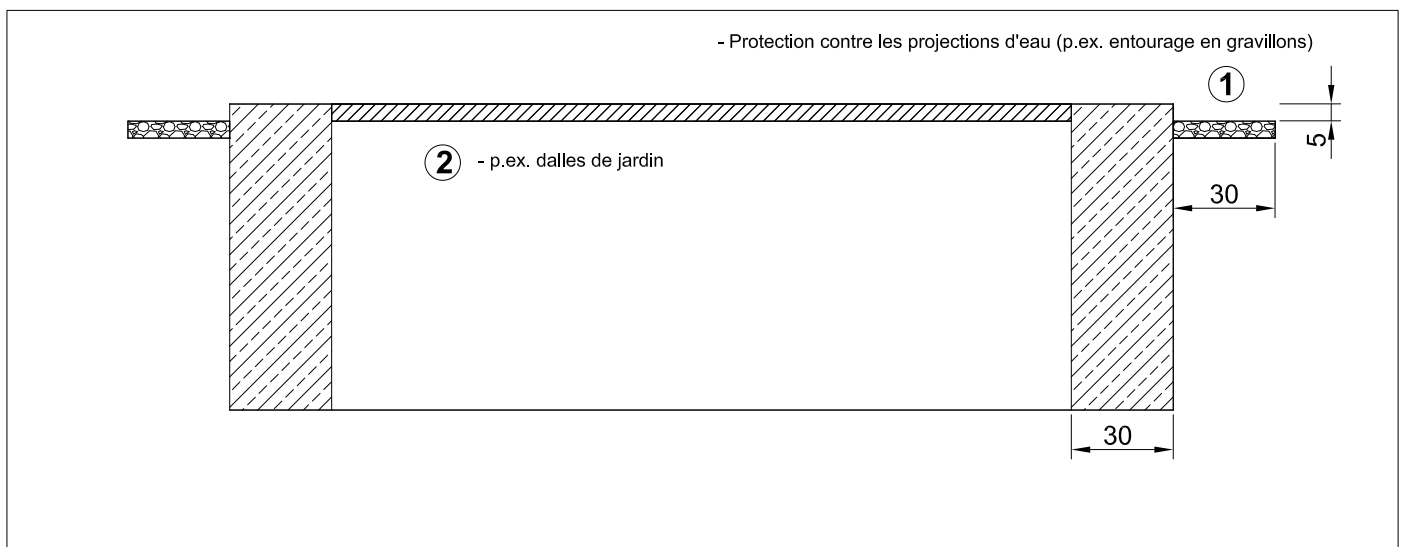 - Protection contre les projections d'eau (p.ex. entourage en gravillons)
1
5
2 - p.ex. dalles de jardin
30
30